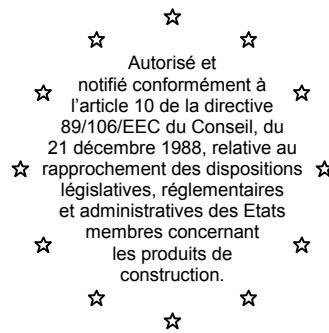 Autorisé et
notifié conformément à
l’article 10 de la directive
89/106/EEC du Conseil, du
21 décembre 1988, relative au
rapprochement des dispositions
législatives, réglementaires
et administratives des Etats
membres concernant
les produits de
construction.